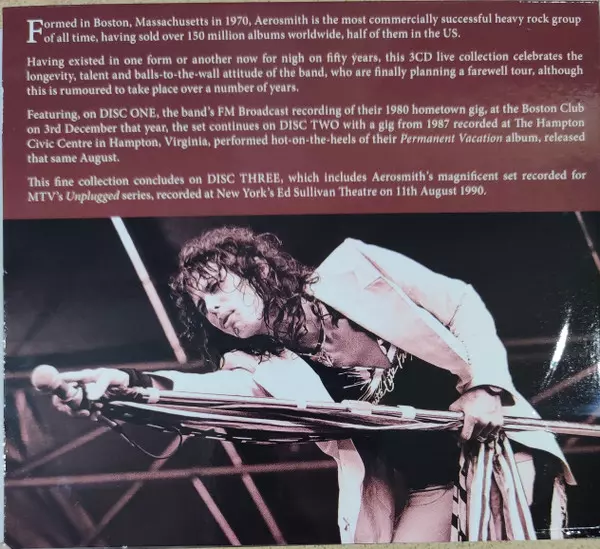 Formed in Boston, Massachusetts in 1970, Aerosmith is the most commercially successful heavy rock group
of all time, having sold over 150 million albums worldwide, half of them in the US.
Having existed in one form or another now for nigh on fifty years, this 3CD live collection celebrates the
longevity, talent and balls-to-the-wall attitude of the band, who are finally planning a farewell tour, although
this is rumoured to take place over a number of years.
Featuring, on DISC ONE, the band's FM Broadcast recording of their 1980 hometown gig, at the Boston Club
on 3rd December that year, the set continues on DISC TWO with a gig from 1987 recorded at The Hampton
Civic Centre in Hampton, Virginia, performed hot-on-the-heels of their Permanent Vacation album, released
that same August.
This fine collection concludes on DISC THREE, which includes Aerosmith's magnificent set recorded for
MTV's Unplugged series, recorded at New York's Ed Sullivan Theatre on 11th August 1990.